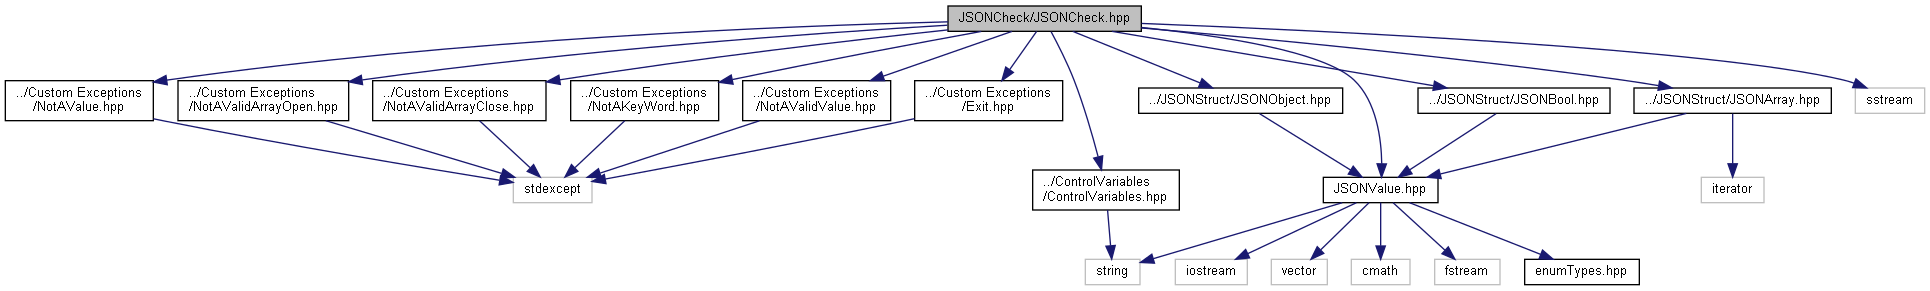 JSONCheck/JSONCheck.hpp
../Custom Exceptions
/NotAValue.hpp
../Custom Exceptions
/NotAValidArrayOpen.hpp
../Custom Exceptions
/NotAValidArrayClose.hpp
../Custom Exceptions
/NotAKeyWord.hpp
../Custom Exceptions
/NotAValidValue.hpp
../Custom Exceptions
/Exit.hpp
../JSONStruct/JSONObject.hpp
../JSONStruct/JSONBool.hpp
../JSONStruct/JSONArray.hpp
sstream
stdexcept
../ControlVariables
/ControlVariables.hpp
JSONValue.hpp
iterator
string
iostream
vector
cmath
fstream
enumTypes.hpp